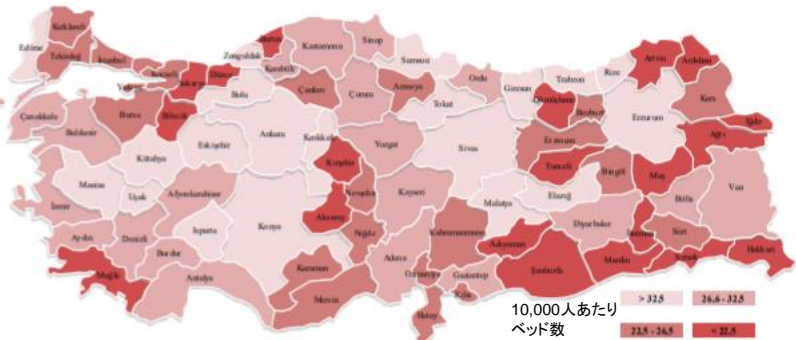 Kırklareli
Edirne
Tekirdağ
İstanbul
Kocaeli
Sakarya
Düzce
Zonguldak
Bartın
Kastamonu
Sinop
Karabük
Samsun
Ordu
Giresun
Trabzon
Rize
Artvin
Ardahan
Yalova
Bolu
Çankırı
Çorum
Amasya
Tokat
Gümüşhane
Bayburt
Erzurum
Kars
Iğdır
Çanakkale
Balıkesir
Bursa
Bilecik
Eskişehir
Ankara
Kırıkkale
Yozgat
Sivas
Erzincan
Ağrı
Kütahya
Kırşehir
Tunceli
Bingöl
Muş
Manisa
Uşak
Afyonkarahisar
Nevşehir
Kayseri
Malatya
Elazığ
Bitlis
Van
İzmir
Aksaray
Konya
Isparta
Niğde
Kahramanmaraş
Adıyaman
Diyarbakır
Batman
Siirt
Aydın
Denizli
Burdur
Adana
Şanlıurfa
Mardin
Şırnak
Hakkari
Muğla
Antalya
Karaman
Mersin
Osmaniye
Gaziantep
Kilis
Hatay
10,000人あたり
ベッド数
> 32,5
26,6 - 32,5
22,5 - 26,5
< 22,5